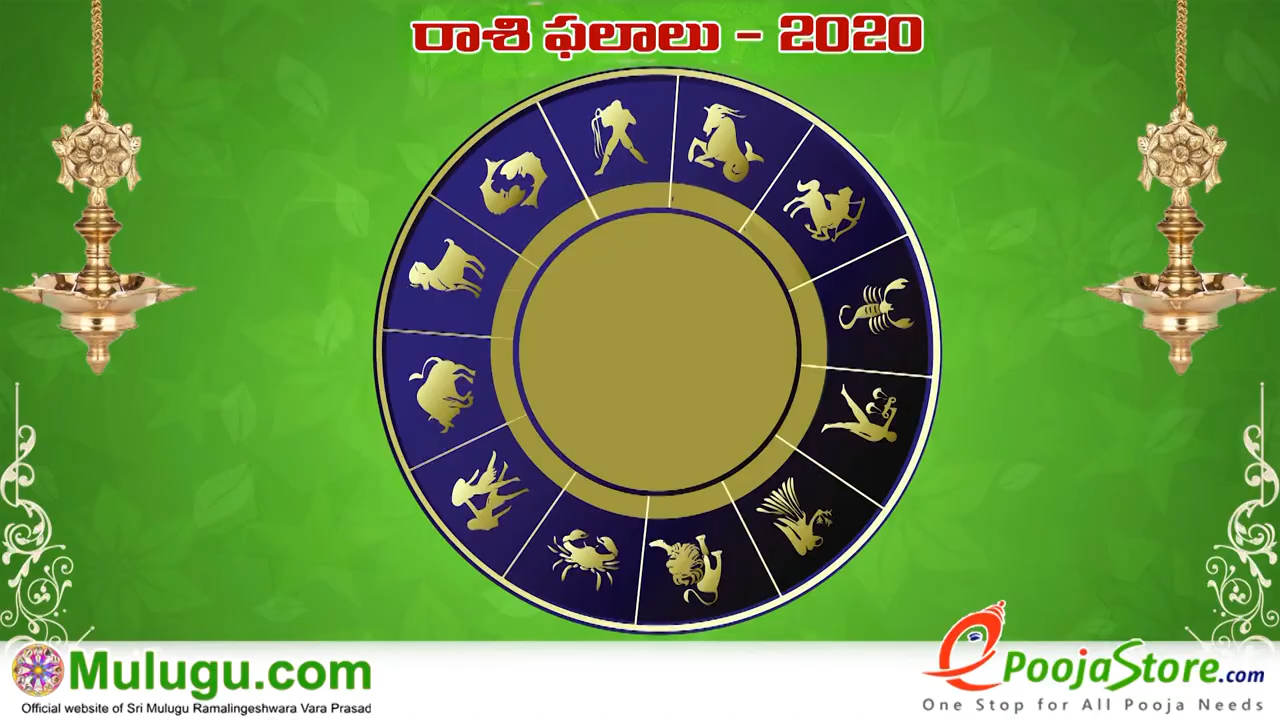 రాశి ఫలాలు - 2020
Mulugu.com
Official website of Sri Mulugu Ramalingeshwara Vara Prasad
ePoojaStore.com
One Stop for All Pooja Needs